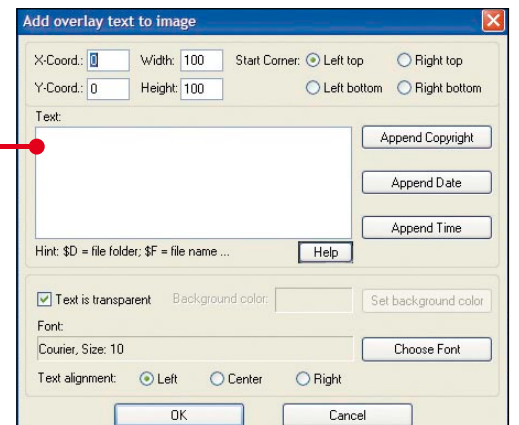 Add overlay text to image
X-Coord.: 0 Width: 100 Start Corner: Left top Right top
Y-Coord.: 0 Height: 100 Left bottom Right bottom
Text:
Append Copyright
Append Date
Append Time
Hint: $D = file folder; $F = file name ... Help
Text is transparent Background color: Set background color
Font:
Courier, Size: 10 Choose Font
Text alignment: Left Center Right
OK Cancel